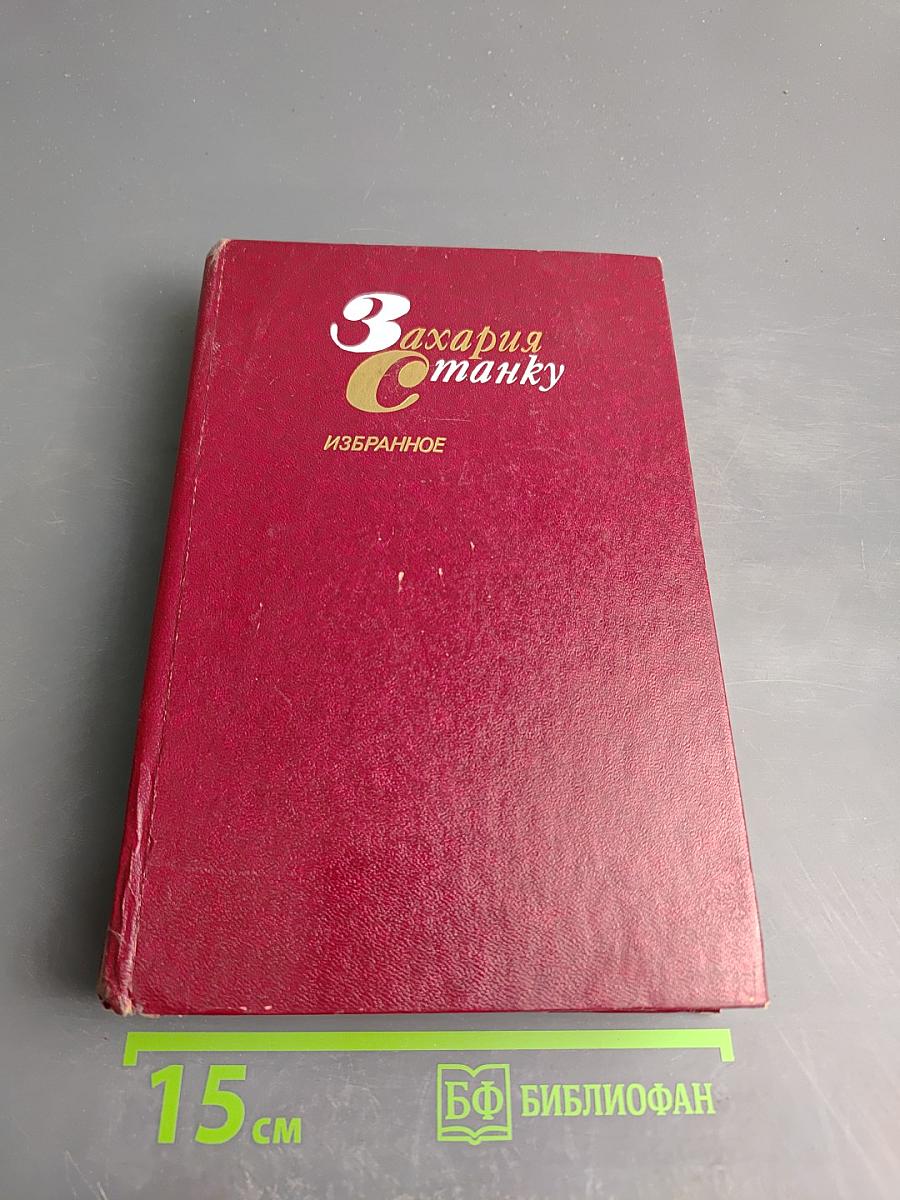 Захария
Станку
ИЗБРАННОЕ
15 см
БФ БИБЛИОФАН